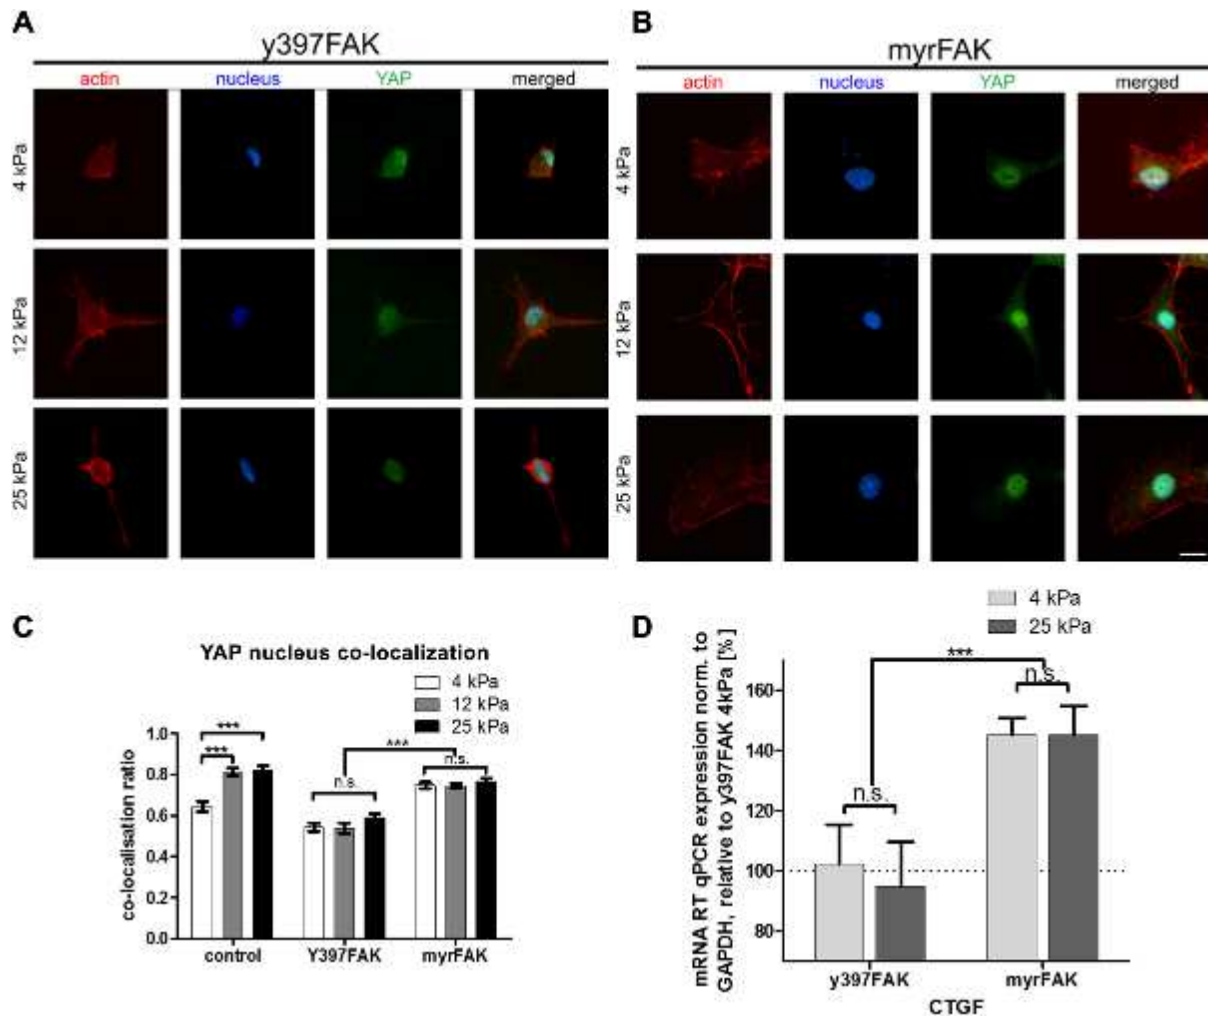 A
y397FAK
actin nucleus YAP merged
4 kPa
12 kPa
25 kPa
B
myrFAK
actin nucleus YAP merged
4 kPa
12 kPa
25 kPa
C
YAP nucleus co-localization
4 kPa
12 kPa
25 kPa
co-localisation ratio
1.0
0.8
0.6
0.4
0.2
0.0
***
***
n.s.
***
n.s.
control Y397FAK myrFAK
D
4 kPa
25 kPa
mRNA RT qPCR expression norm. to
GAPDH, relative to y397FAK 4kPa [%]
160
140
120
100
80
***
n.s.
n.s.
y397FAK myrFAK
CTGF